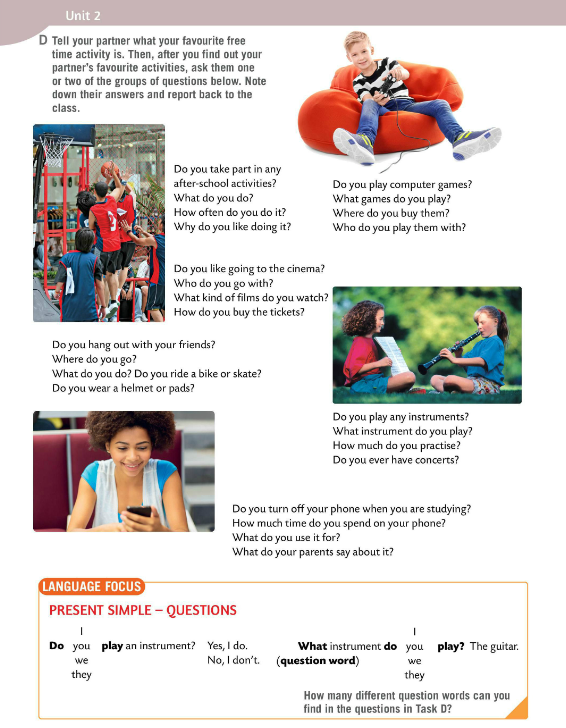 Unit 2
D Tell your partner what your favourite free
time activity is. Then, after you find out your
partner's favourite activities, ask them one
or two of the groups of questions below. Note
down their answers and report back to the
class.
Do you take part in any
after-school activities?
What do you do?
How often do you do it?
Why do you like doing it?
Do you play computer games?
What games do you play?
Where do you buy them?
Who do you play them with?
Do you like going to the cinema?
Who do you go with?
What kind of films do you watch?
How do you buy the tickets?
Do you hang out with your friends?
Where do you go?
What do you do? Do you ride a bike or skate?
Do you wear a helmet or pads?
Do you play any instruments?
What instrument do you play?
How much do you practise?
Do you ever have concerts?
Do you turn off your phone when you are studying?
How much time do you spend on your phone?
What do you use it for?
What do your parents say about it?
LANGUAGE FOCUS
PRESENT SIMPLE – QUESTIONS
I
Do you play an instrument? Yes, I do.
we No, I don't.
they
I
What instrument do you play? The guitar.
(question word) we
they
How many different question words can you
find in the questions in Task D?